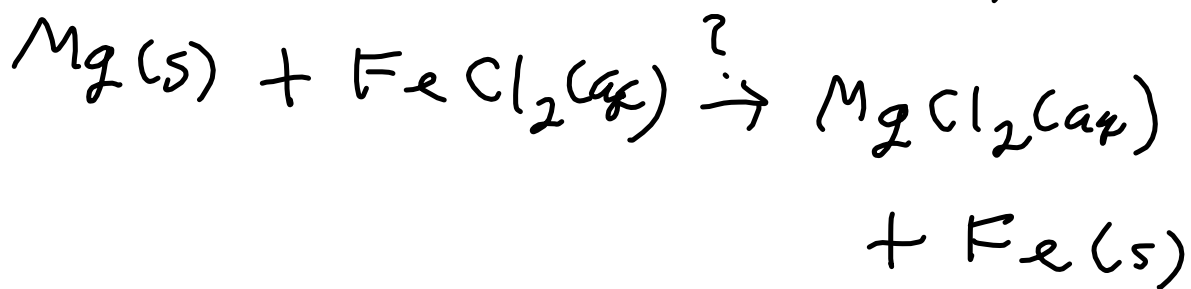 Mg(s) + FeCl₂(aq) ?→ MgCl₂(aq)
+ Fe(s)